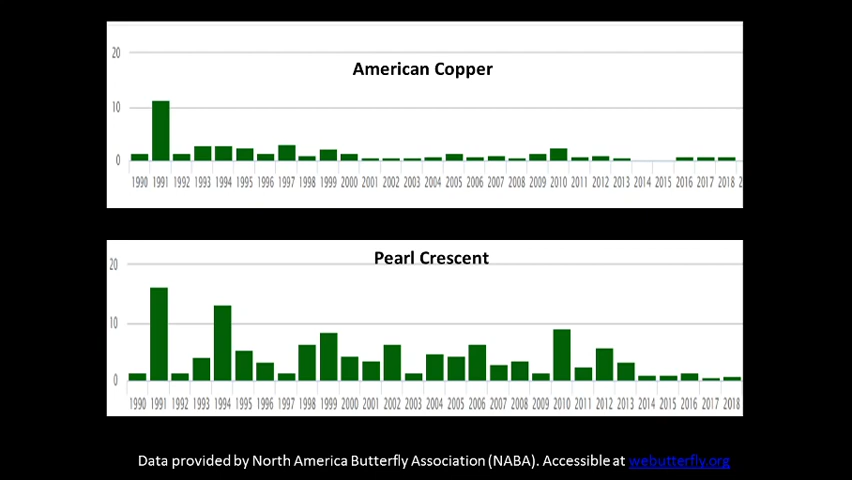 American Copper
20
10
0
1990 1991 1992 1993 1994 1995 1996 1997 1998 1999 2000 2001 2002 2003 2004 2005 2006 2007 2008 2009 2010 2011 2012 2013 2014 2015 2016 2017 2018 2
Pearl Crescent
20
10
0
1990 1991 1992 1993 1994 1995 1996 1997 1998 1999 2000 2001 2002 2003 2004 2005 2006 2007 2008 2009 2010 2011 2012 2013 2014 2015 2016 2017 2018
Data provided by North America Butterfly Association (NABA). Accessible at webutterfly.org